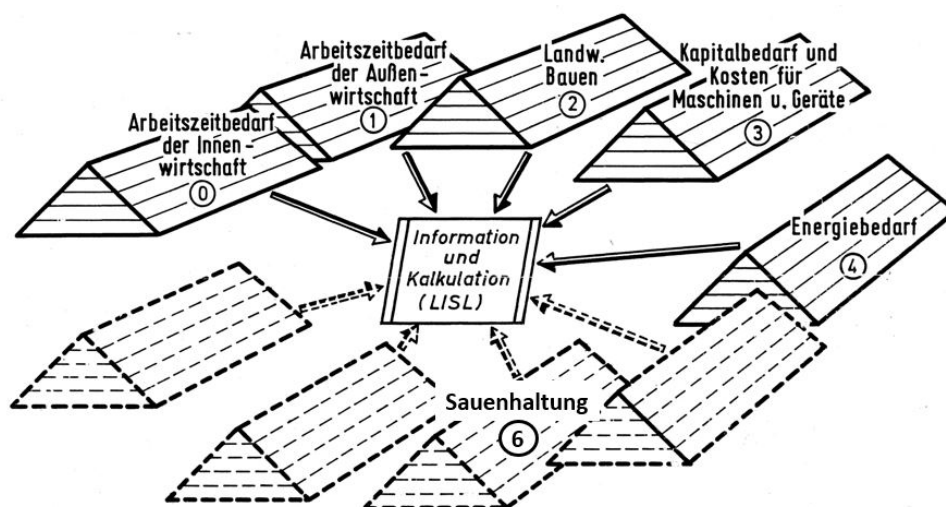 Arbeitszeitbedarf
der Innen-
wirtschaft
0
Arbeitszeitbedarf
der Außen-
wirtschaft
1
Landw.
Bauen
2
Kapitalbedarf und
Kosten für
Maschinen u. Geräte
3
Energiebedarf
4
Information
und
Kalkulation
(LISL)
Sauenhaltung
6